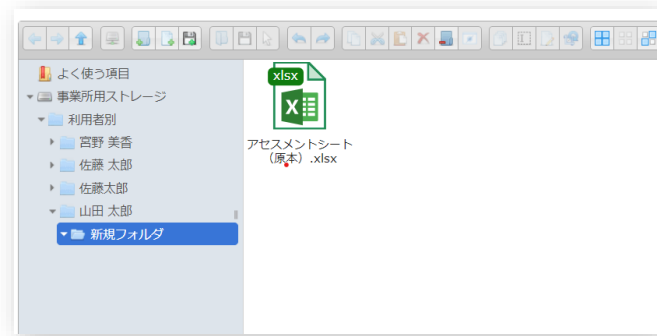 よく使う項目
事業所用ストレージ
利用者別
宮野 美香
佐藤 太郎
佐藤太郎
山田 太郎
新規フォルダ
xlsx
アセスメントシート
（原本）.xlsx